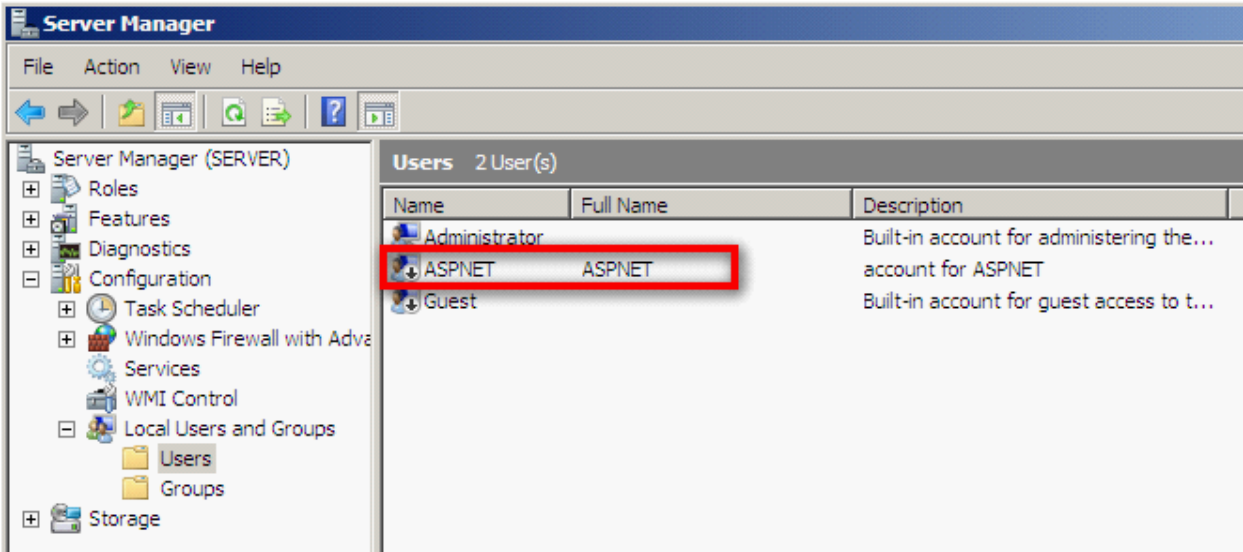 Server Manager
File Action View Help
Server Manager (SERVER)
Roles
Features
Diagnostics
Configuration
Task Scheduler
Windows Firewall with Adva
Services
WMI Control
Local Users and Groups
Users
Groups
Storage
Users 2 User(s)
Name Full Name Description
Administrator Built-in account for administering the...
ASPNET ASPNET account for ASPNET
Guest Built-in account for guest access to t...